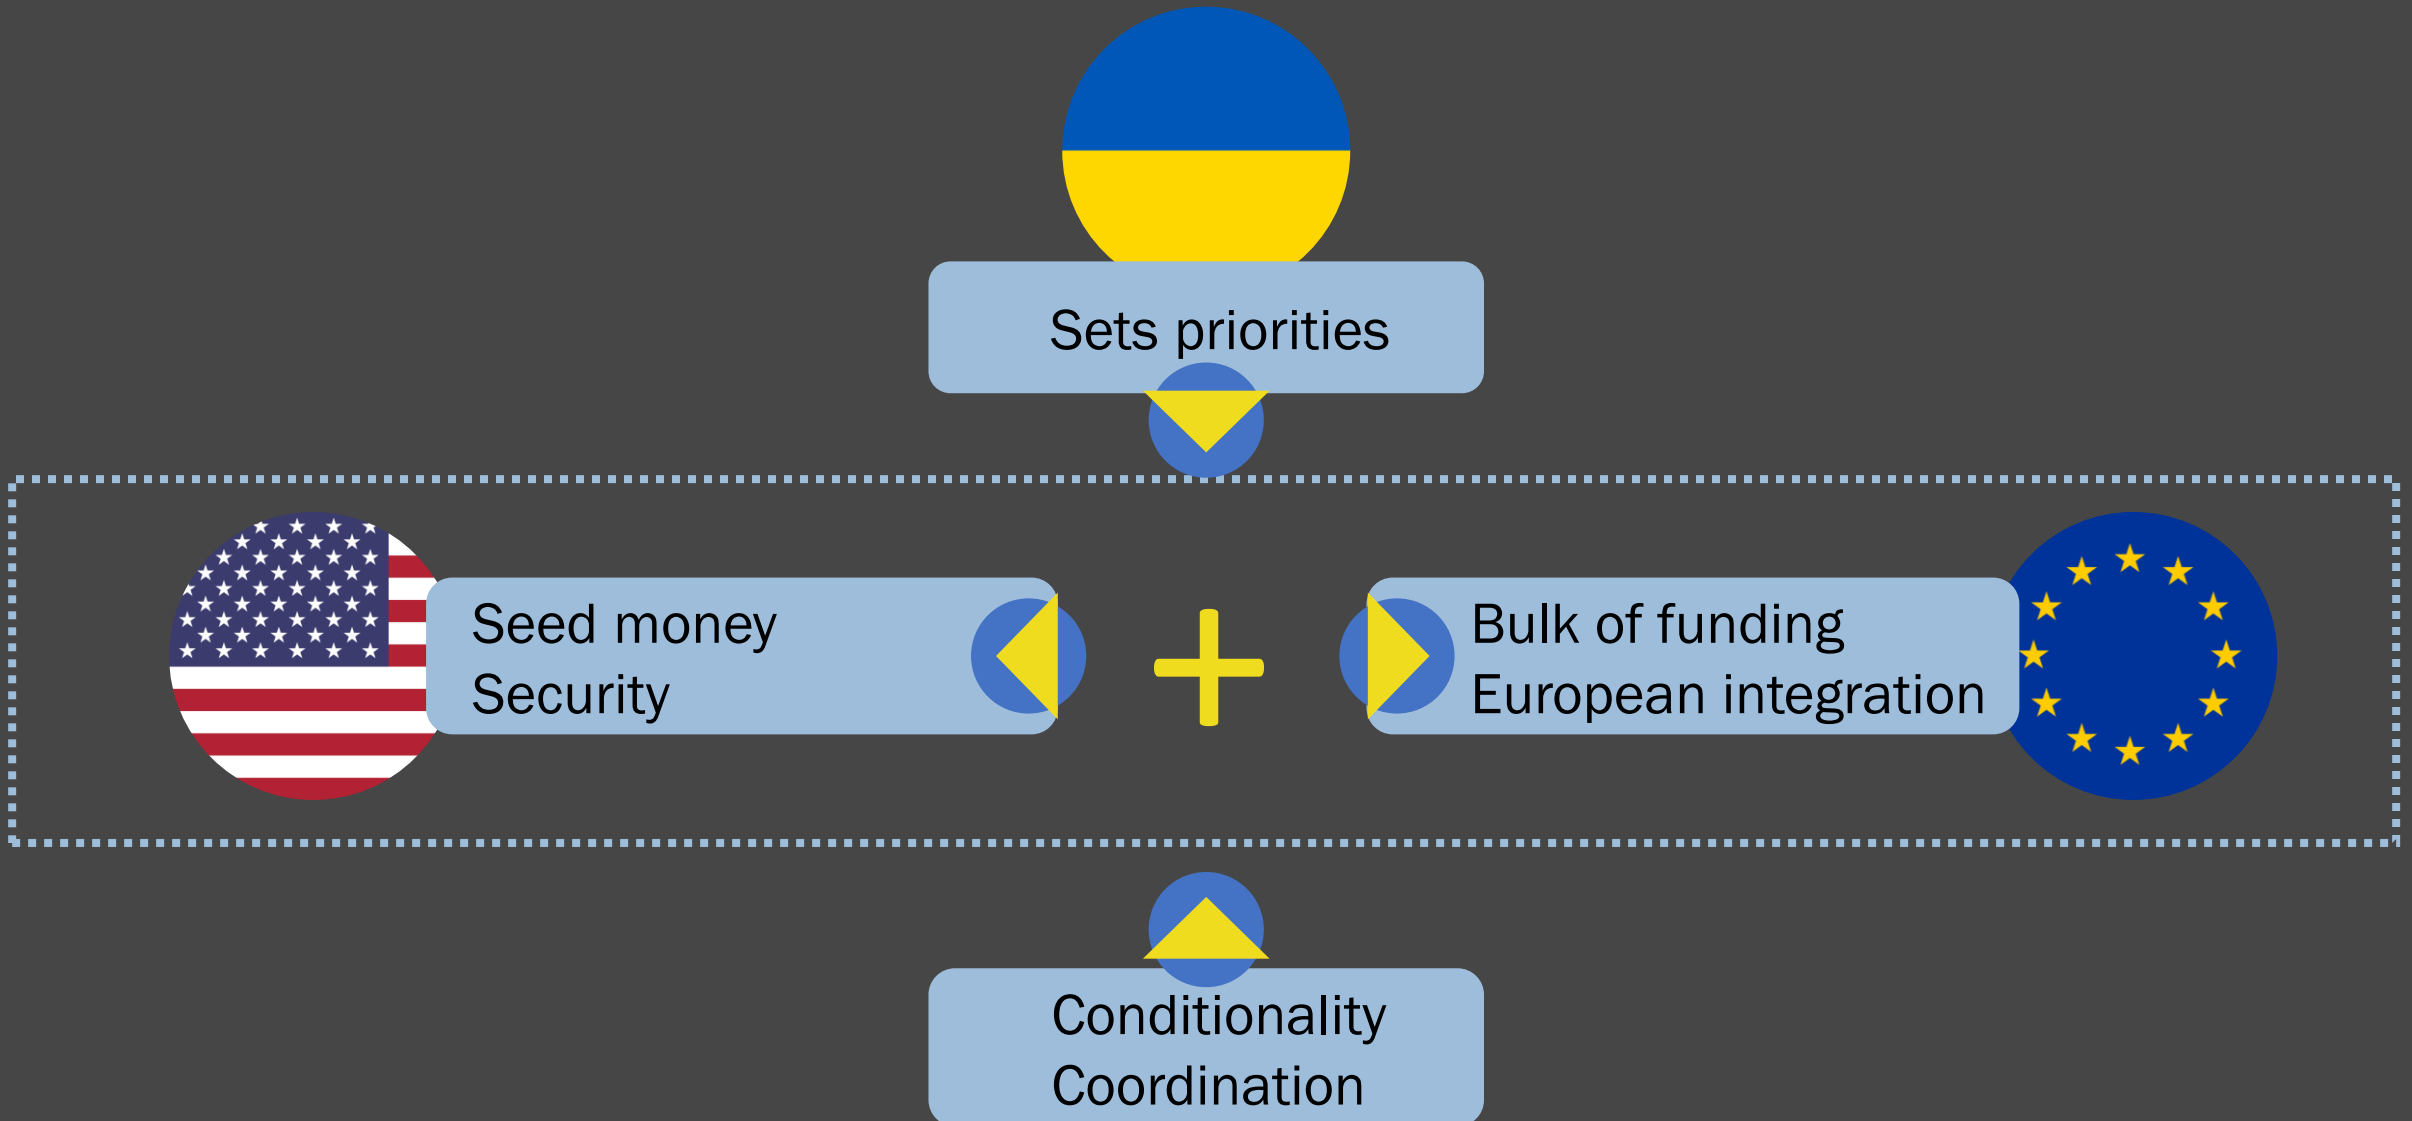 Sets priorities
Seed money
Security
+
Bulk of funding
European integration
Conditionality
Coordination